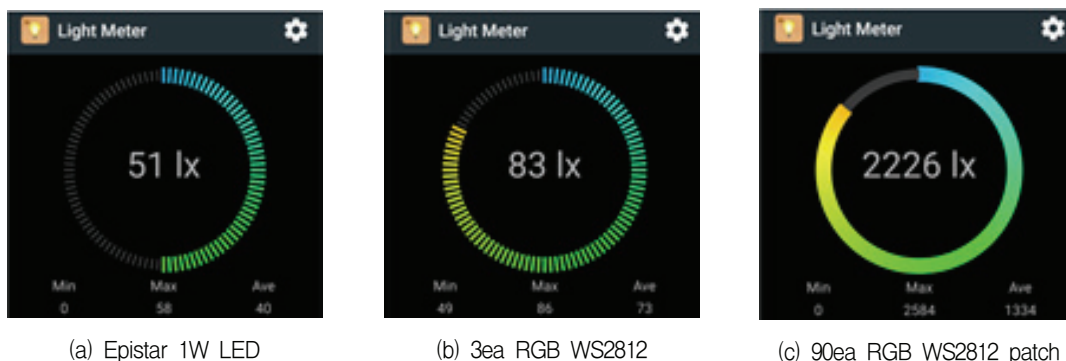 Light Meter
51 lx
Min Max Ave
0 58 40
(a) Epistar 1W LED
Light Meter
83 lx
Min Max Ave
49 86 73
(b) 3ea RGB WS2812
Light Meter
2226 lx
Min Max Ave
0 2584 1334
(c) 90ea RGB WS2812 patch